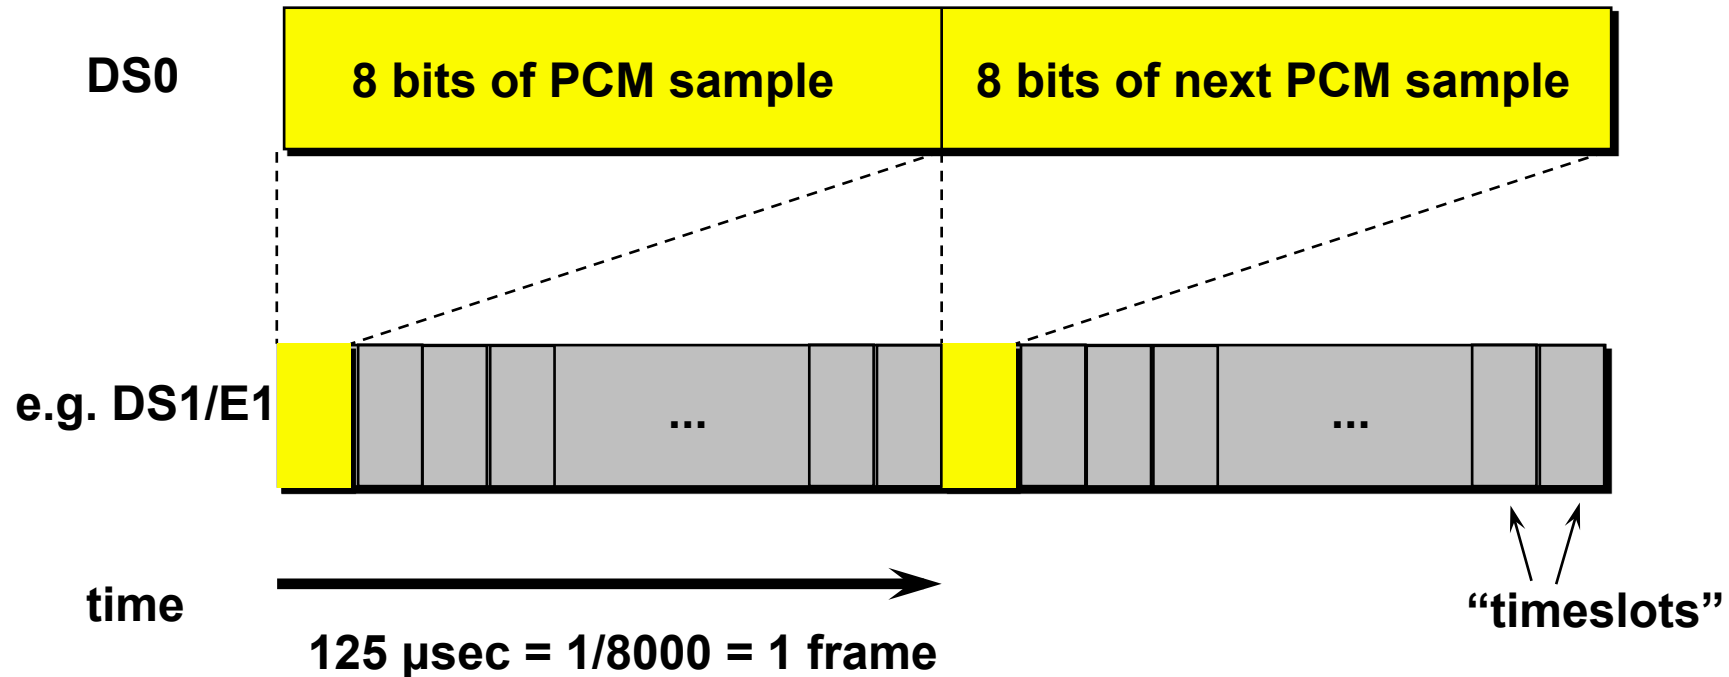 DS0
8 bits of PCM sample
8 bits of next PCM sample
e.g. DS1/E1
...
...
time
“timeslots”
125 μsec = 1/8000 = 1 frame